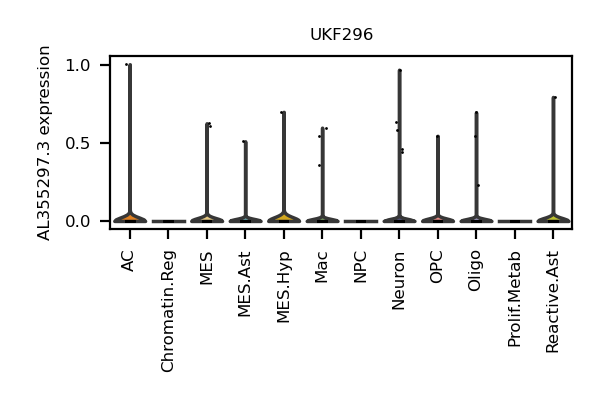 UKF296
AL355297.3 expression
1.0
0.5
0.0
AC
Chromatin.Reg
MES
MES.Ast
MES.Hyp
Mac
NPC
Neuron
OPC
Oligo
Prolif.Metab
Reactive.Ast